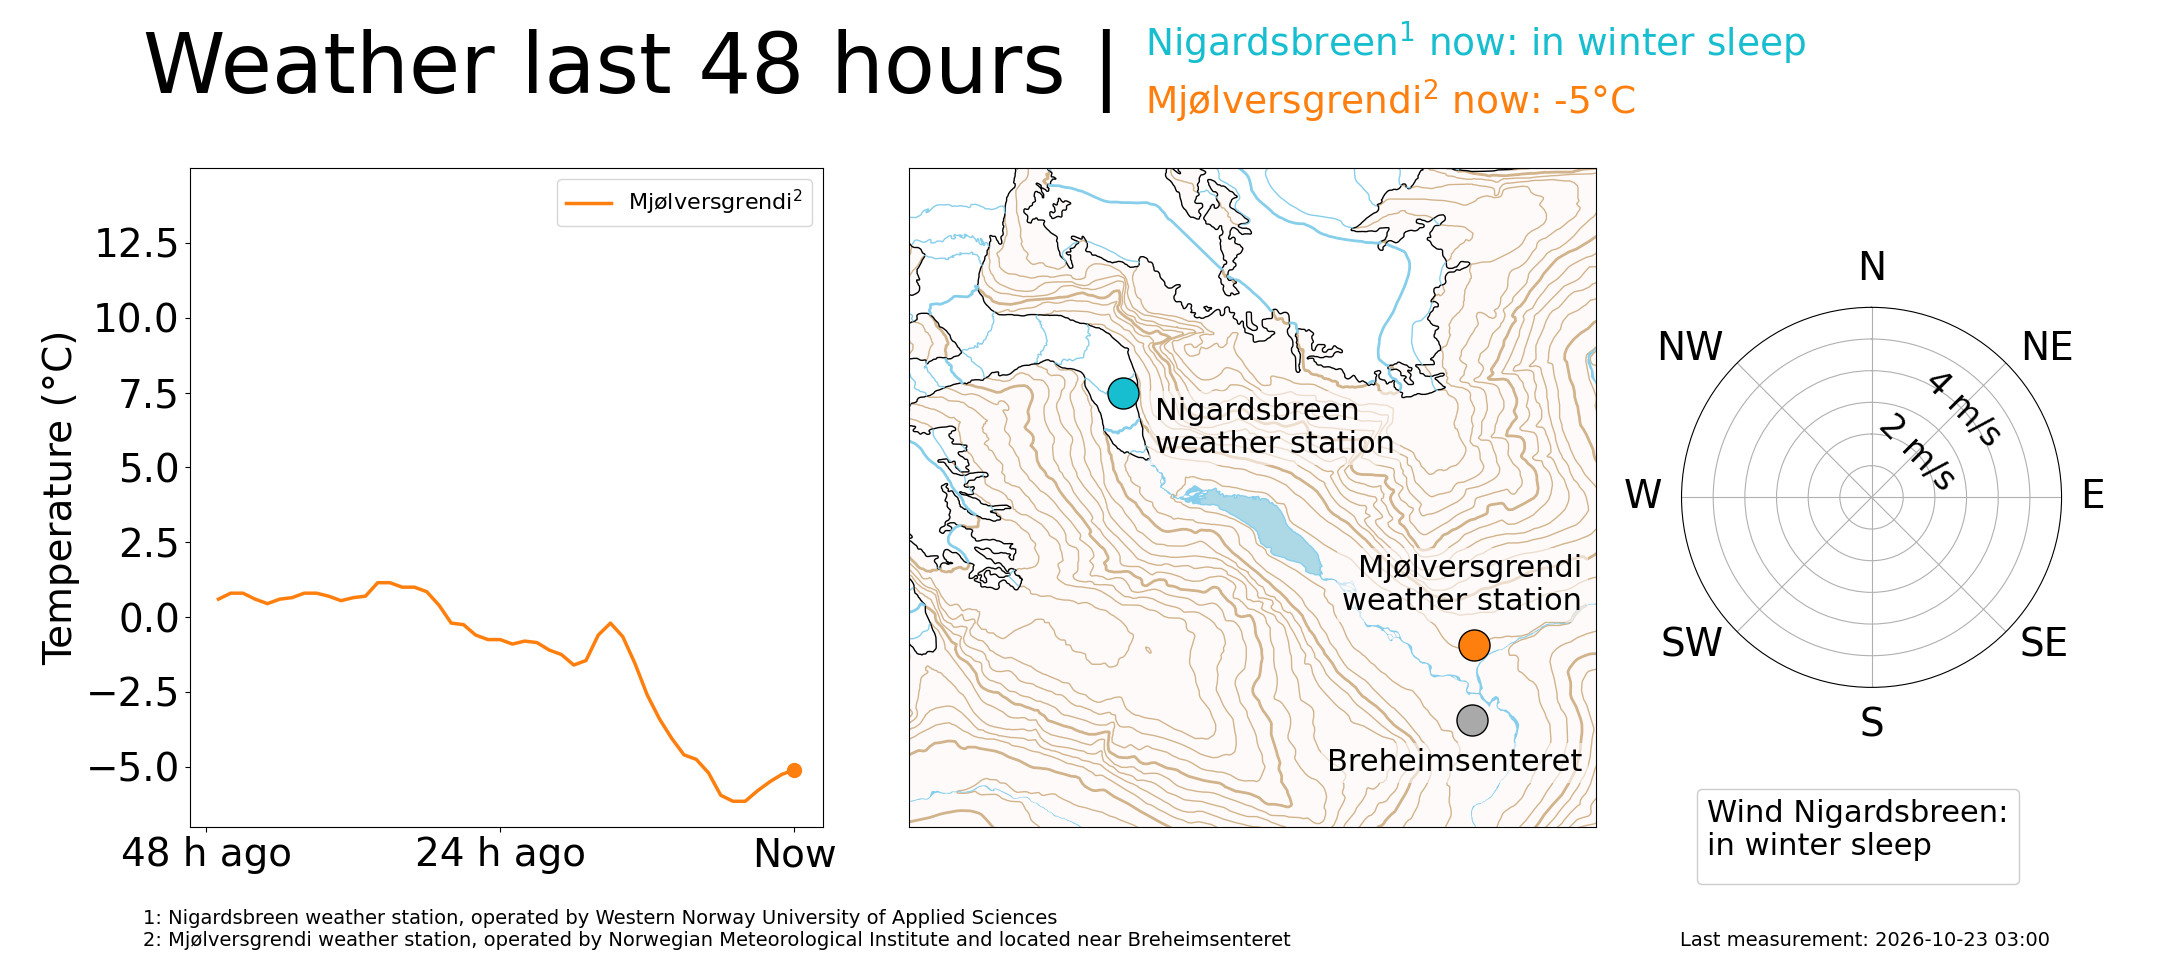 Weather last 48 hours |
Nigardsbreen¹ now: in winter sleep
Mjølversgrendi² now: -5°C
Mjølversgrendi²
Temperature (°C)
12.5
10.0
7.5
5.0
2.5
0.0
−2.5
−5.0
48 h ago
24 h ago
Now
Nigardsbreen
weather station
Mjølversgrendi
weather station
Breheimsenteret
N
NE
E
SE
S
SW
W
NW
4 m/s
2 m/s
Wind Nigardsbreen:
in winter sleep
1: Nigardsbreen weather station, operated by Western Norway University of Applied Sciences
2: Mjølversgrendi weather station, operated by Norwegian Meteorological Institute and located near Breheimsenteret
Last measurement: 2026-10-23 03:00